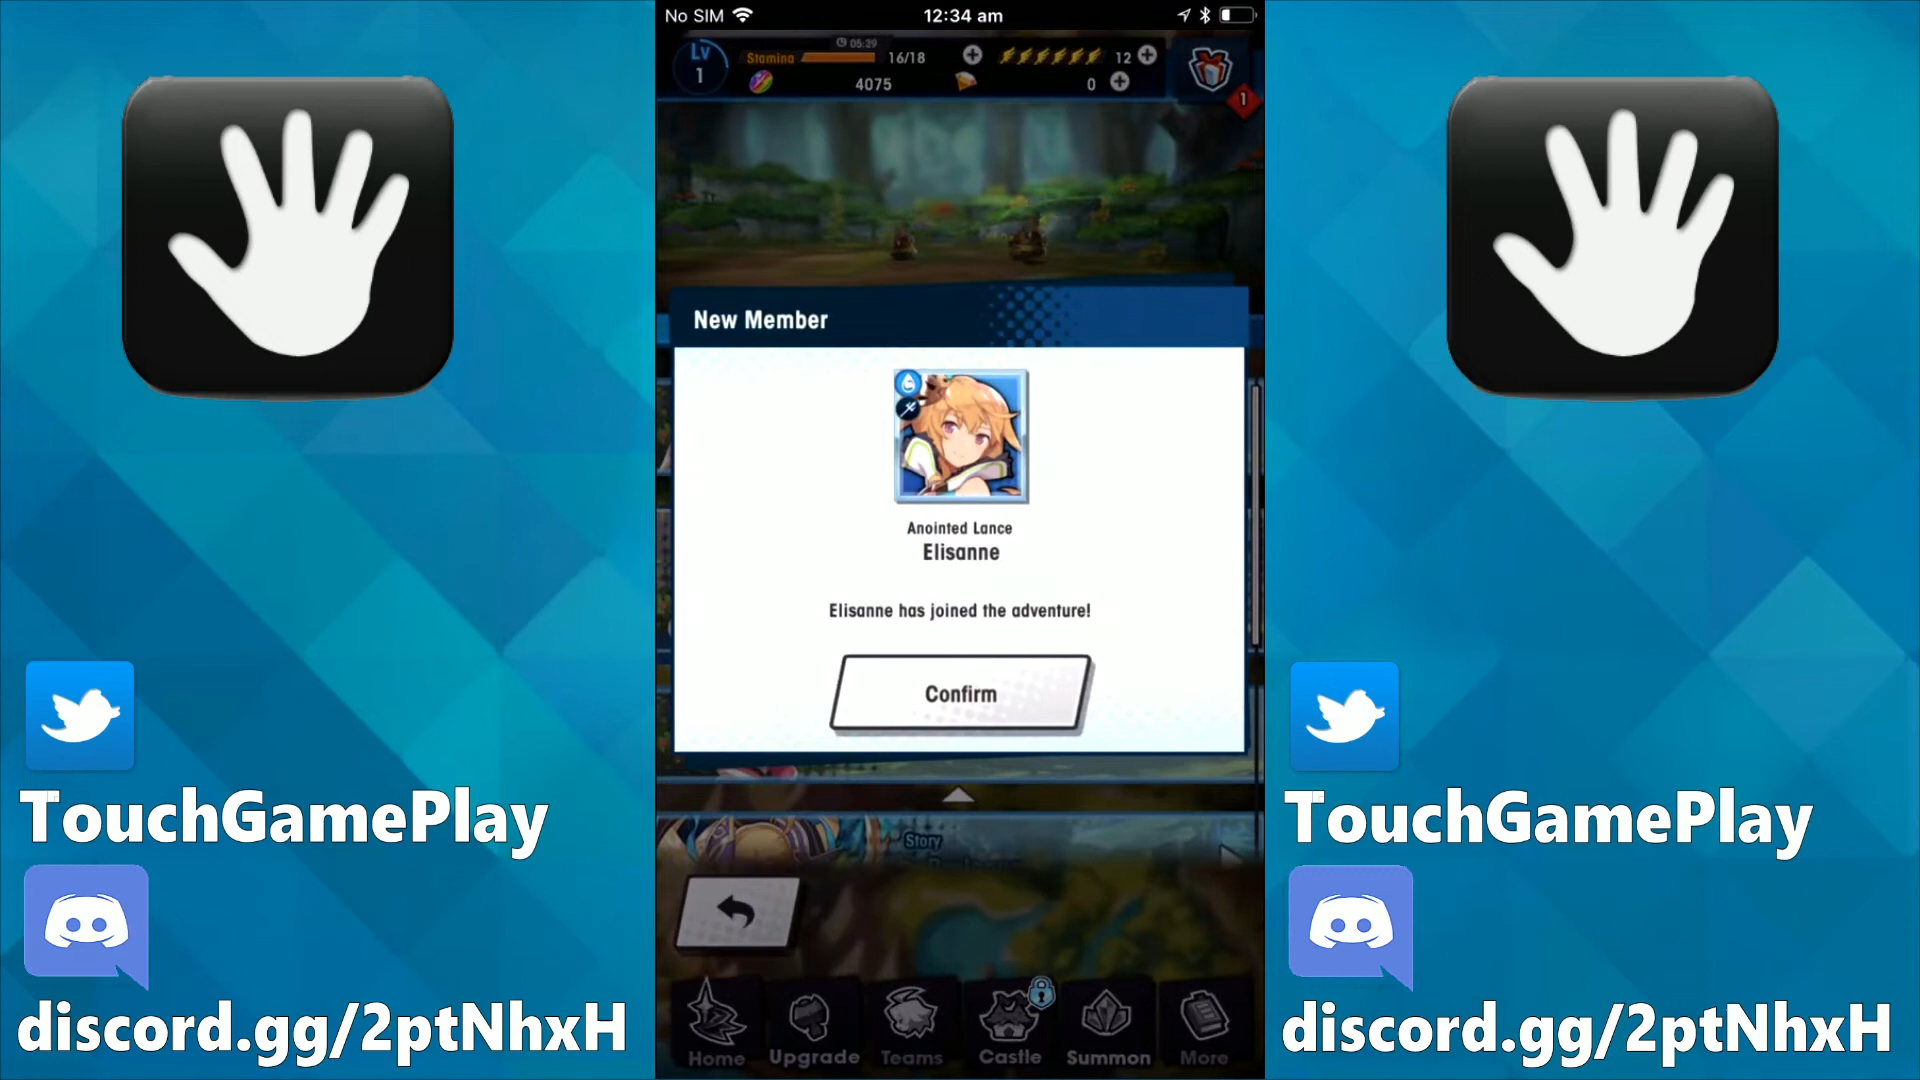 No SIM
12:34 am
Lv
1
05:29
Stamina
16/18
12
4075
0
1
New Member
Anointed Lance
Elisanne
Elisanne has joined the adventure!
Confirm
Story
Home
Upgrade
Teams
Castle
Summon
More
TouchGamePlay
discord.gg/2ptNhxH
TouchGamePlay
discord.gg/2ptNhxH